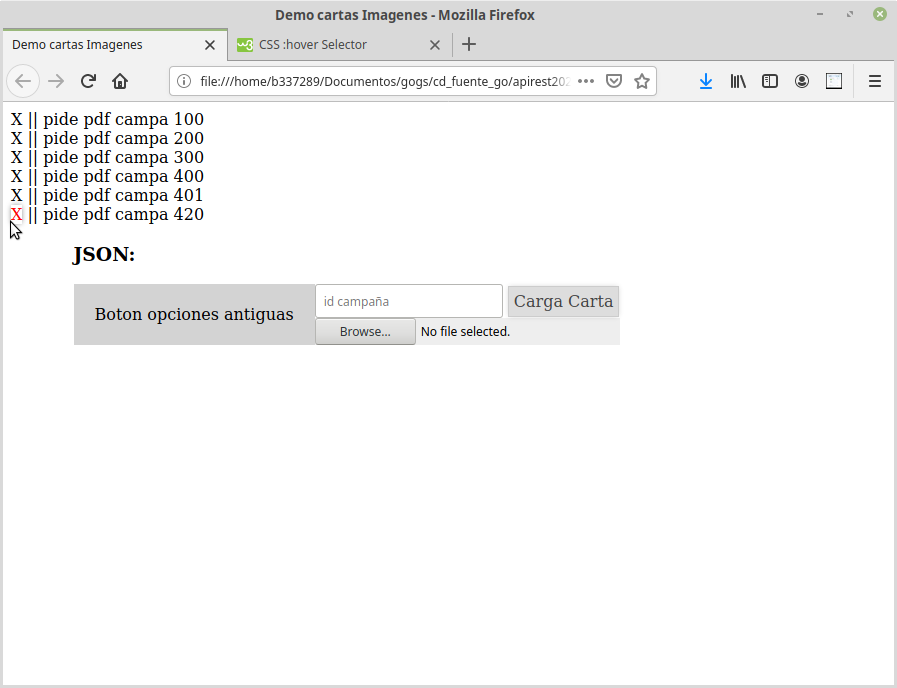 Demo cartas Imagenes - Mozilla Firefox
Demo cartas Imagenes
CSS :hover Selector
file:///home/b337289/Documentos/gogs/cd_fuente_go/apirest202
X || pide pdf campa 100
X || pide pdf campa 200
X || pide pdf campa 300
X || pide pdf campa 400
X || pide pdf campa 401
X || pide pdf campa 420
JSON:
Boton opciones antiguas
id campaña
Carga Carta
Browse...
No file selected.